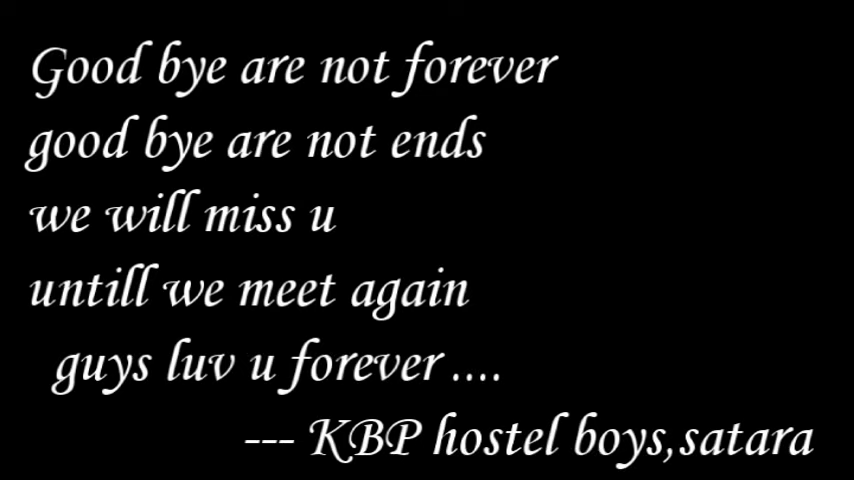 Good bye are not forever
good bye are not ends
we will miss u
untill we meet again
guys luv u forever ....
--- KBP hostel boys,satara